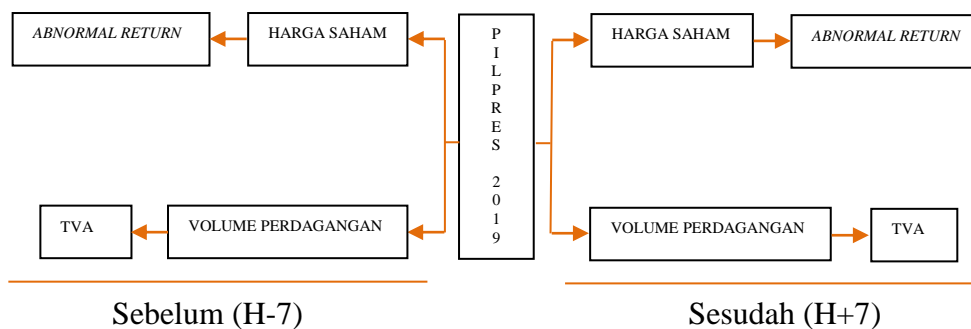 ABNORMAL RETURN
HARGA SAHAM
P
I
L
P
R
E
S
2
0
1
9
HARGA SAHAM
ABNORMAL RETURN
TVA
VOLUME PERDAGANGAN
VOLUME PERDAGANGAN
TVA
Sebelum (H-7)
Sesudah (H+7)